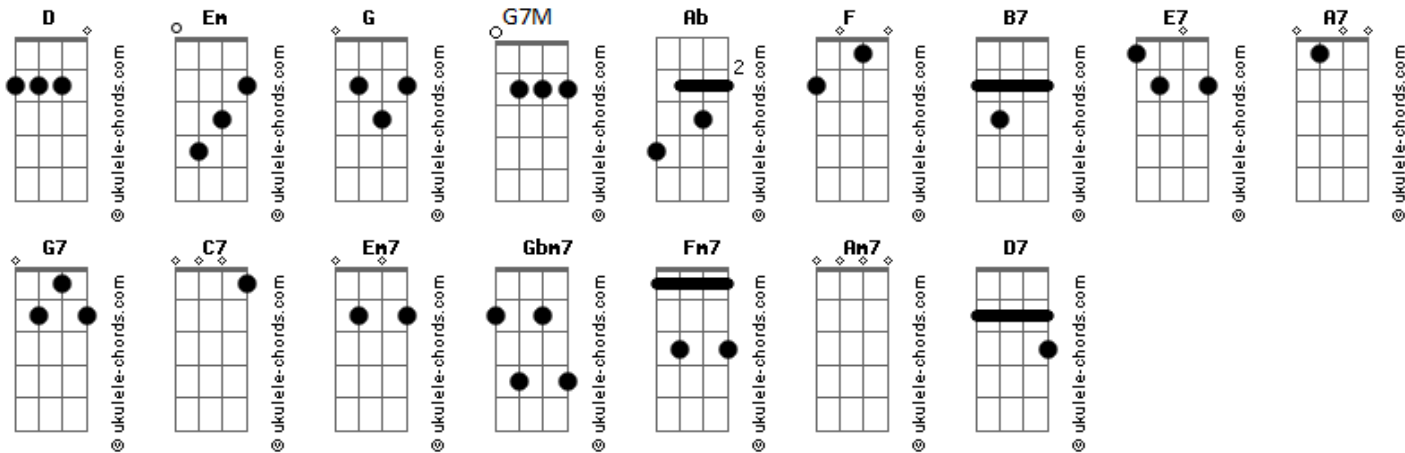 D Em G G7M Ab F B7 E7 A7
2
© ukulele-chords.com © ukulele-chords.com © ukulele-chords.com © ukulele-chords.com © ukulele-chords.com © ukulele-chords.com © ukulele-chords.com © ukulele-chords.com © ukulele-chords.com
G7 C7 Em7 Gbm7 Fm7 Am7 D7
© ukulele-chords.com © ukulele-chords.com © ukulele-chords.com © ukulele-chords.com © ukulele-chords.com © ukulele-chords.com © ukulele-chords.com